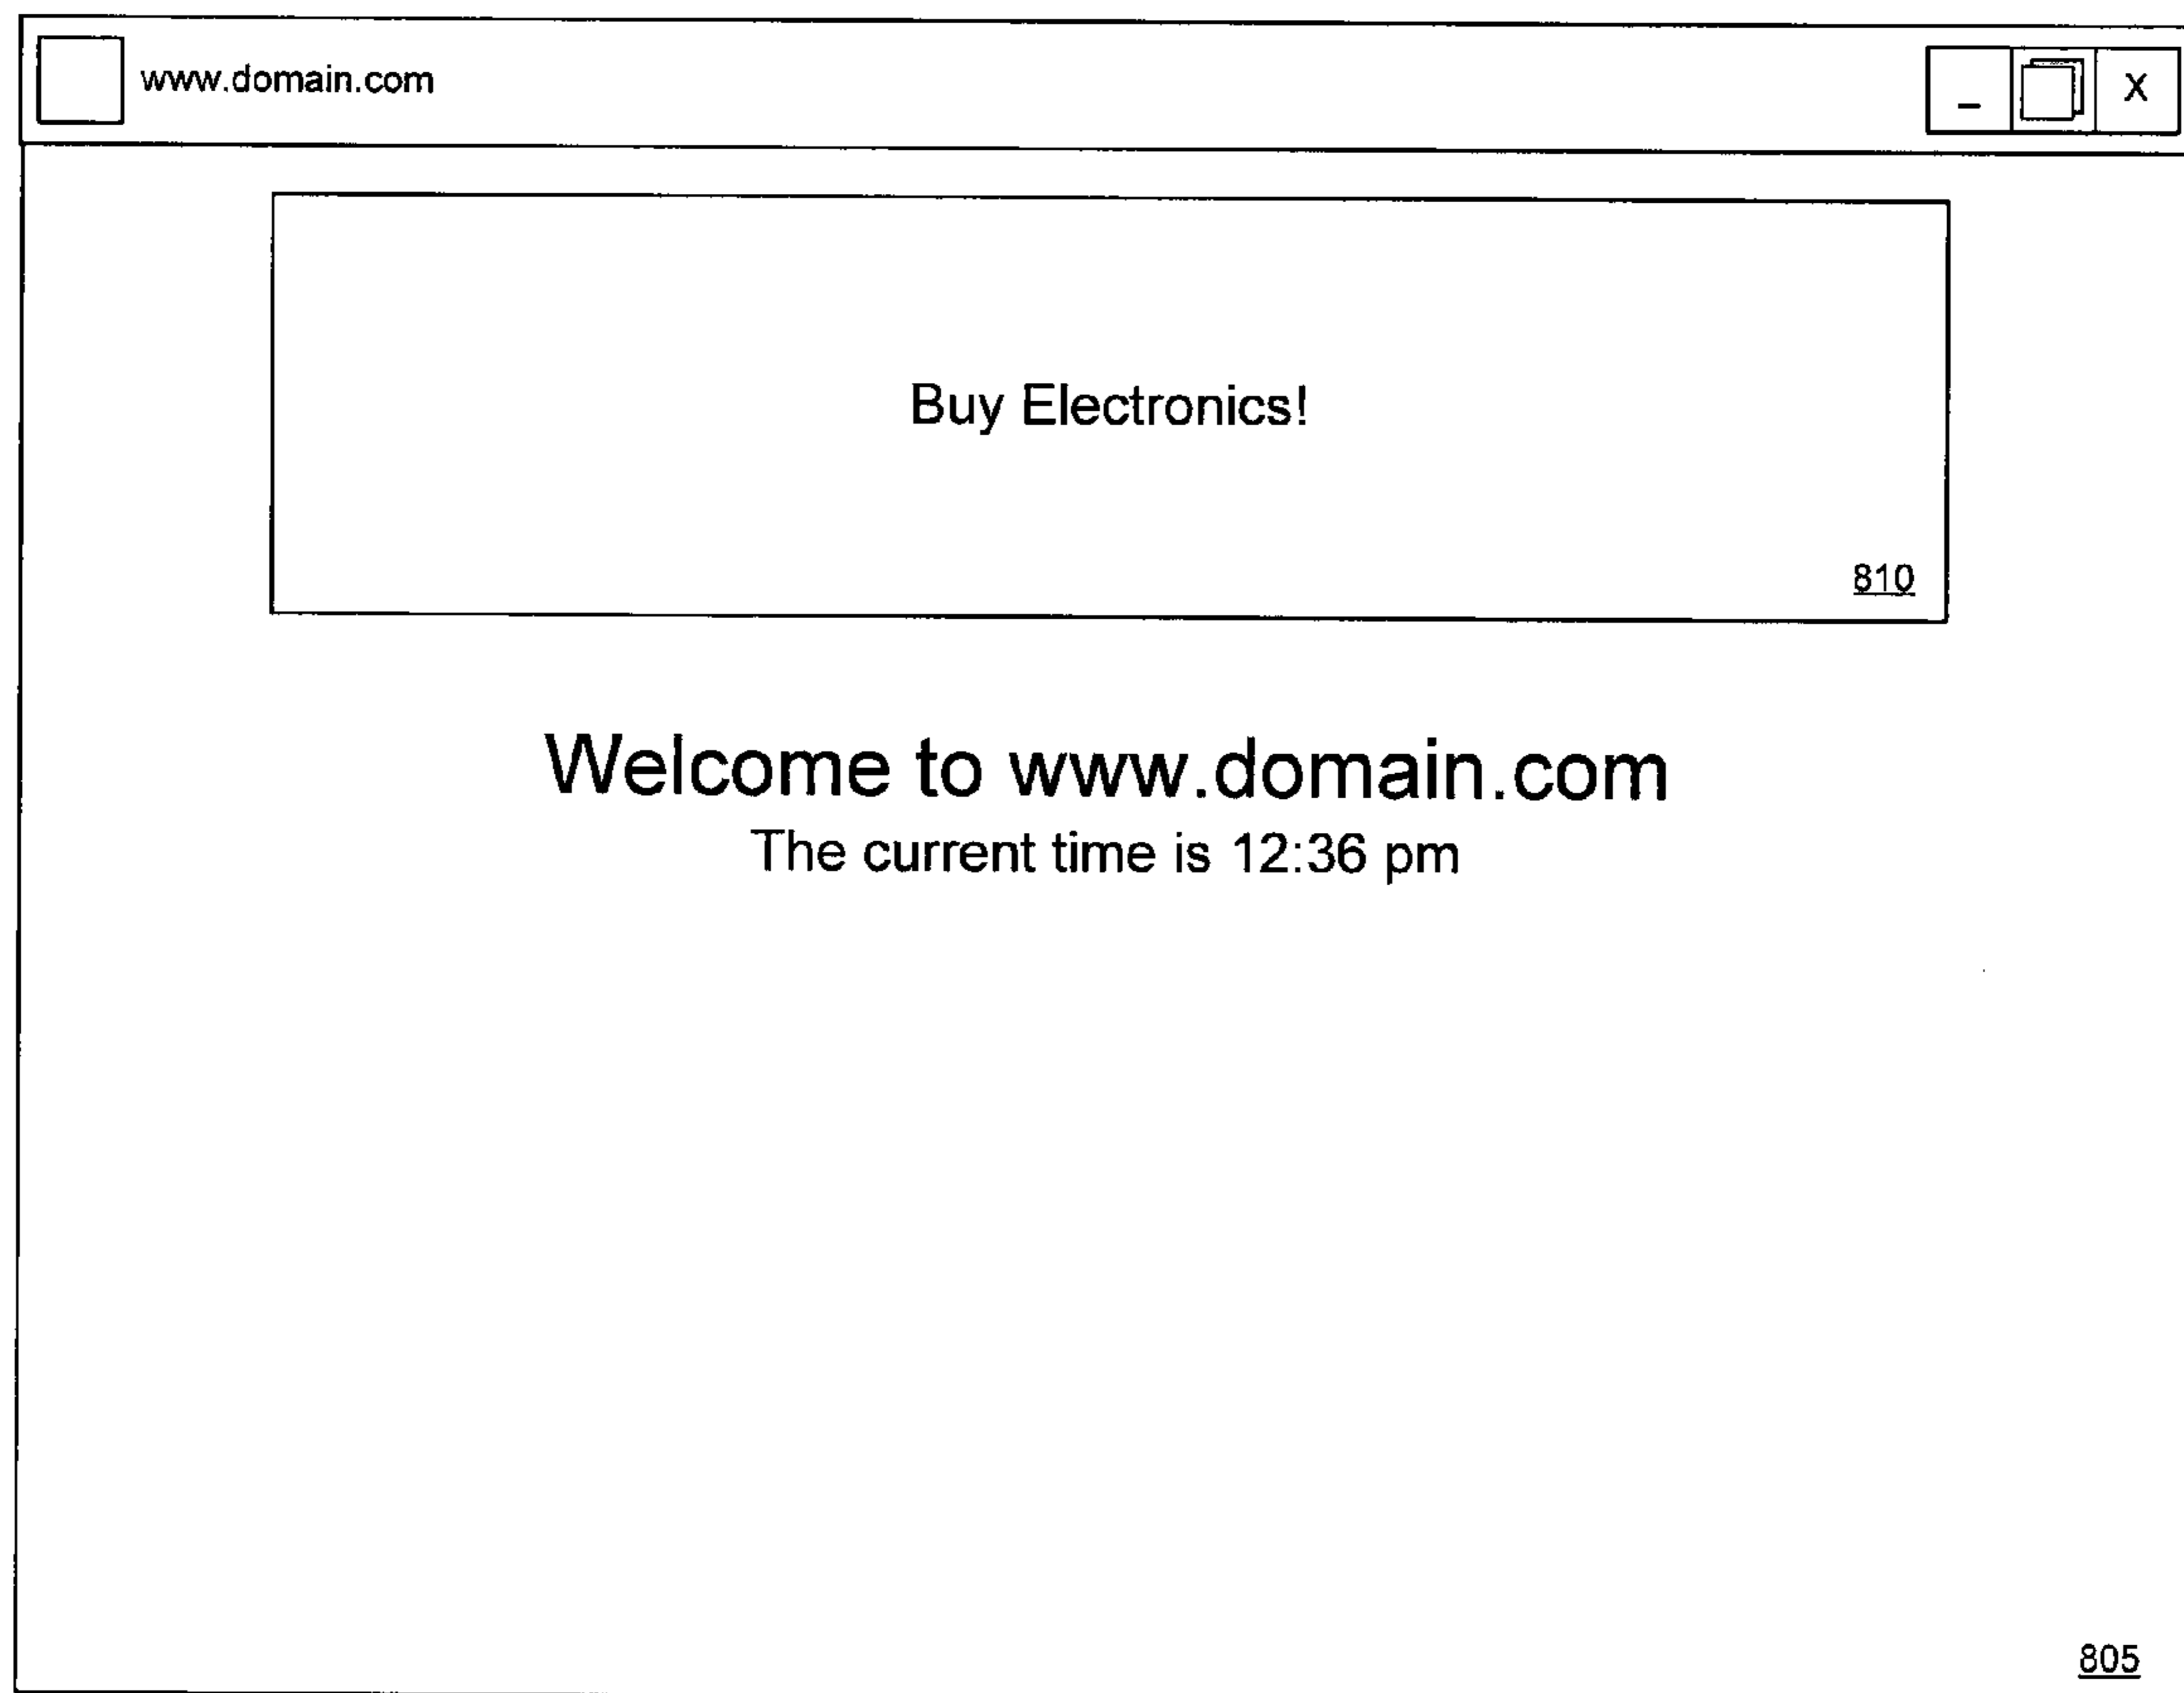 www.domain.com
_ X
Buy Electronics!
810
Welcome to www.domain.com
The current time is 12:36 pm
805